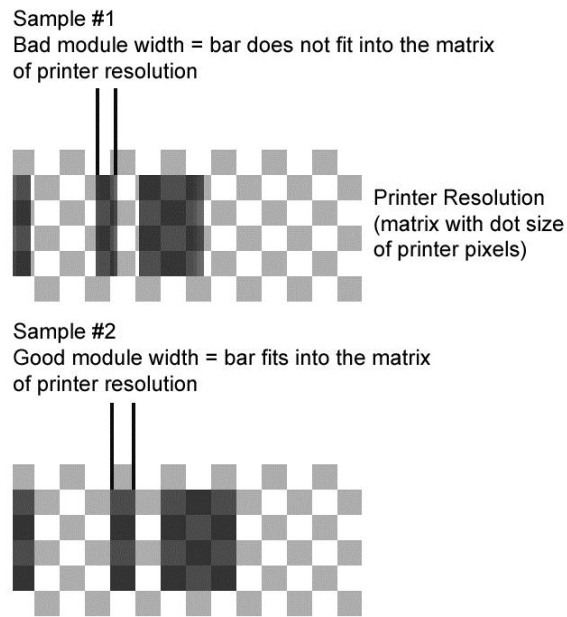 Sample #1
Bad module width = bar does not fit into the matrix
of printer resolution
Printer Resolution
(matrix with dot size
of printer pixels)
Sample #2
Good module width = bar fits into the matrix
of printer resolution